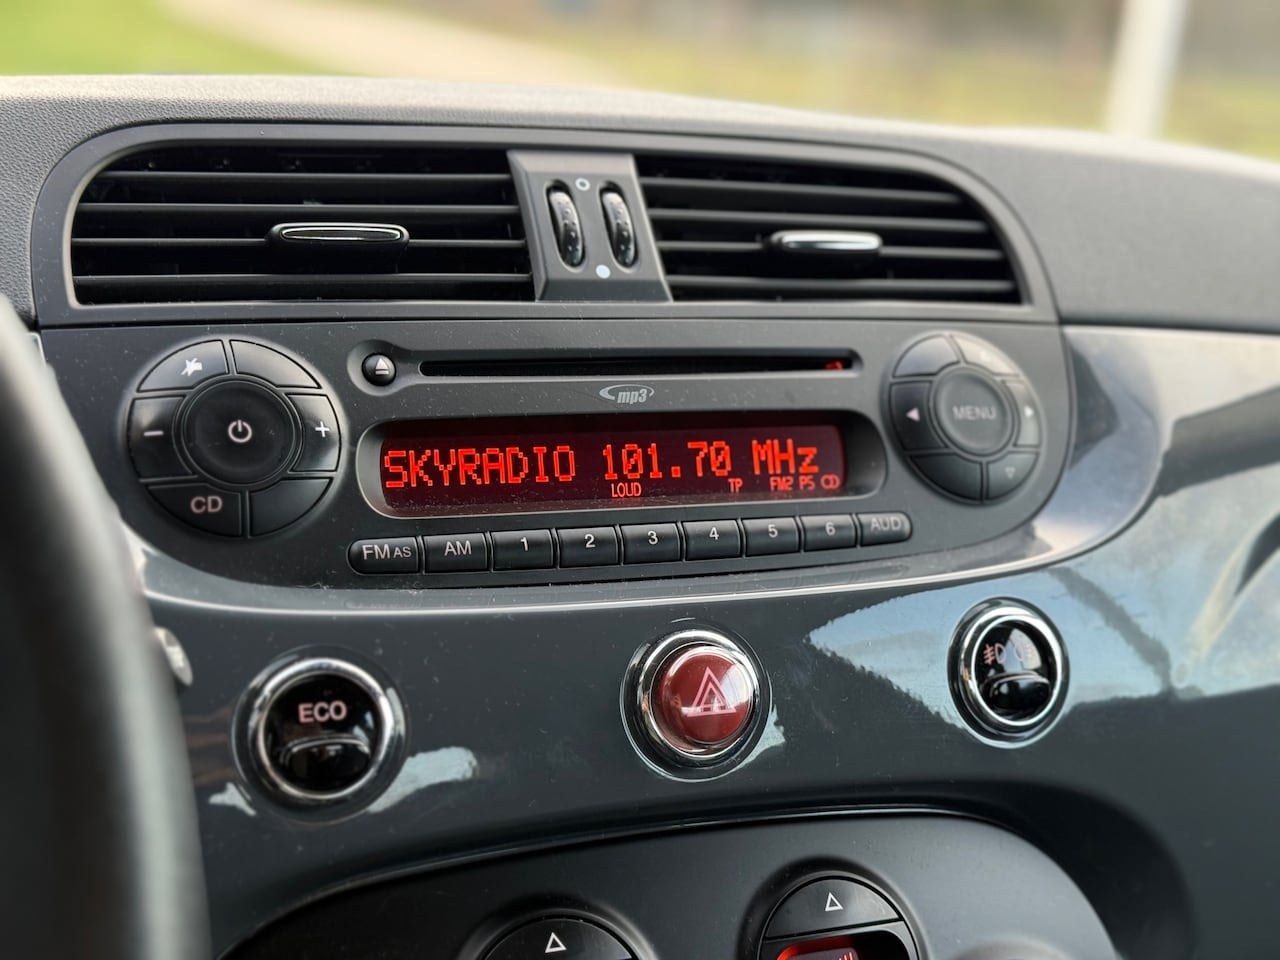 mp3
MENU
SKYRADIO 101.70 MHz
LOUD TP FM2 PS CD
CD
FM AS AM 1 2 3 4 5 6 AUD
ECO